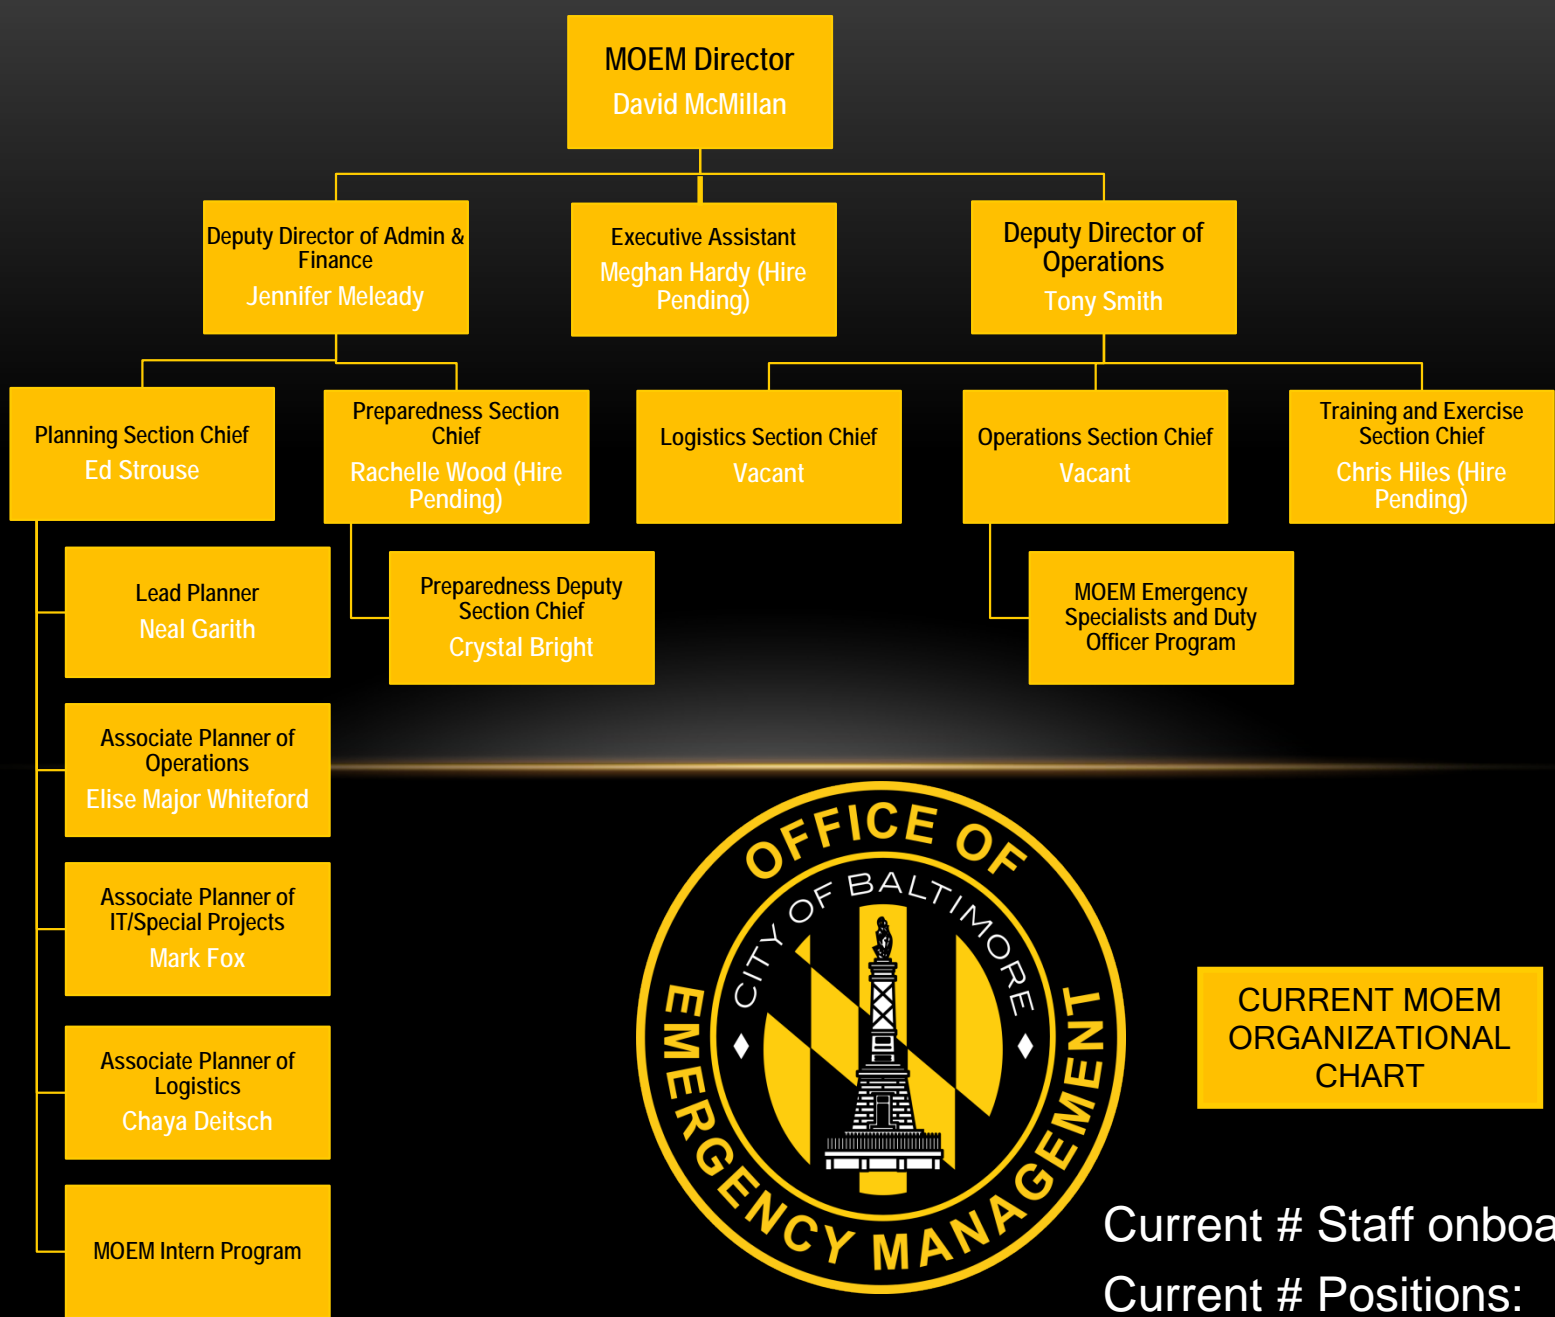 MOEM Director
David McMillan
Deputy Director of Admin &
Finance
Jennifer Meleady
Executive Assistant
Meghan Hardy (Hire
Pending)
Deputy Director of
Operations
Tony Smith
Planning Section Chief
Ed Strouse
Preparedness Section
Chief
Rachelle Wood (Hire
Pending)
Logistics Section Chief
Vacant
Operations Section Chief
Vacant
Training and Exercise
Section Chief
Chris Hiles (Hire
Pending)
Lead Planner
Neal Garith
Preparedness Deputy
Section Chief
Crystal Bright
MOEM Emergency
Specialists and Duty
Officer Program
Associate Planner of
Operations
Elise Major Whiteford
Associate Planner of
IT/Special Projects
Mark Fox
Associate Planner of
Logistics
Chaya Deitsch
MOEM Intern Program
OFFICE OF
EMERGENCY MANAGEMENT
CITY OF BALTIMORE
CURRENT MOEM
ORGANIZATIONAL
CHART
Current # Staff onboa
Current # Positions: